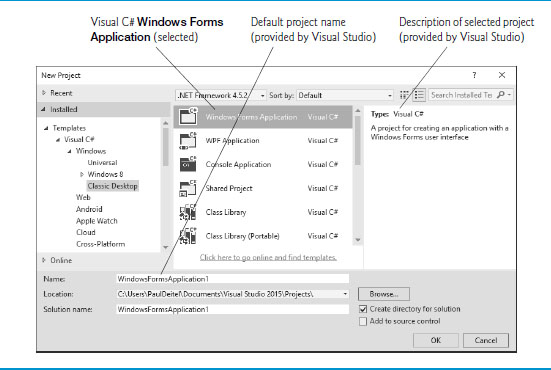 Visual C# Windows Forms
Application (selected)
Default project name
(provided by Visual Studio)
Description of selected project
(provided by Visual Studio)
New Project
? ×
Recent
.NET Framework 4.5.2
Sort by: Default
Search Installed Te
Installed
Templates
Visual C#
Windows
Universal
Windows 8
Classic Desktop
Web
Android
Apple Watch
Cloud
Cross-Platform
Online
Windows Forms Application Visual C#
WPF Application Visual C#
Console Application Visual C#
Shared Project Visual C#
Class Library Visual C#
Class Library (Portable) Visual C#
Click here to go online and find templates.
Type: Visual C#
A project for creating an application with a
Windows Forms user interface
Name: WindowsFormsApplication1
Location: C:\Users\PaulDeitel\Documents\Visual Studio 2015\Projects\
Browse...
Solution name: WindowsFormsApplication1
Create directory for solution
Add to source control
OK Cancel